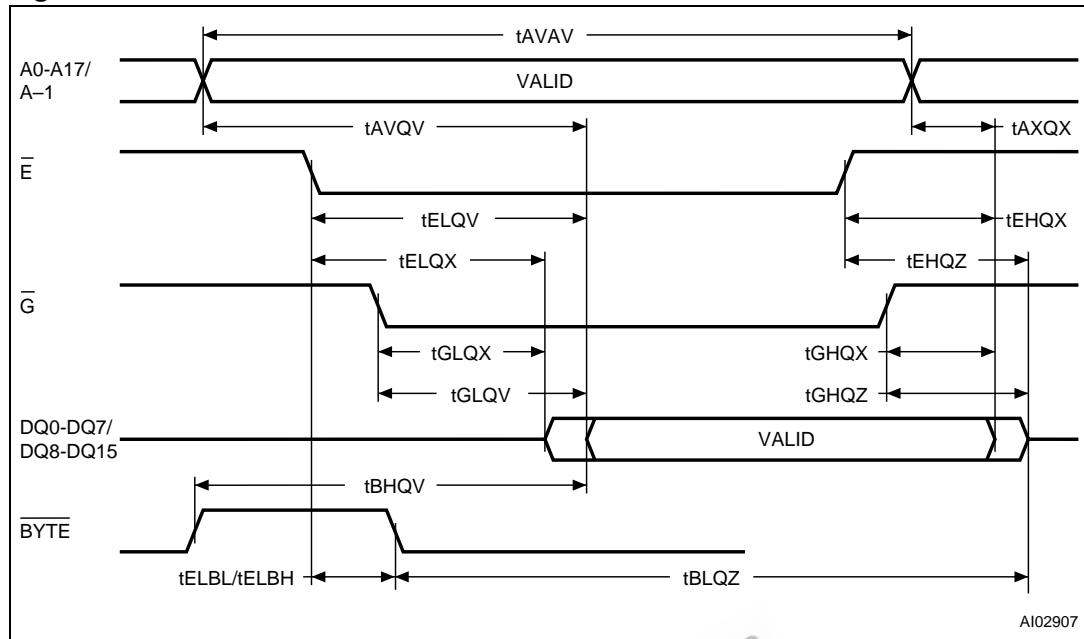 tAVAV
A0-A17/
A–1
VALID
tAVQV
tAXQX
E
tELQV
tEHQX
tELQX
tEHQZ
G
tGLQX
tGHQX
tGLQV
tGHQZ
DQ0-DQ7/
DQ8-DQ15
VALID
tBHQV
BYTE
tELBL/tELBH
tBLQZ
AI02907